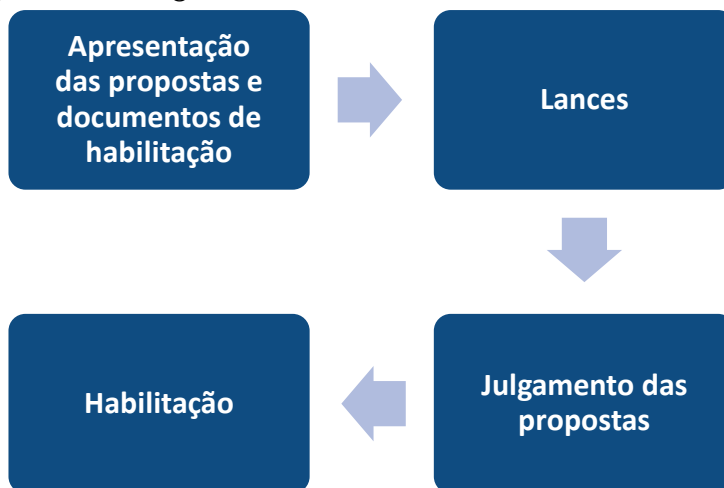 Apresentação
das propostas e
documentos de
habilitação
Lances
Julgamento das
propostas
Habilitação